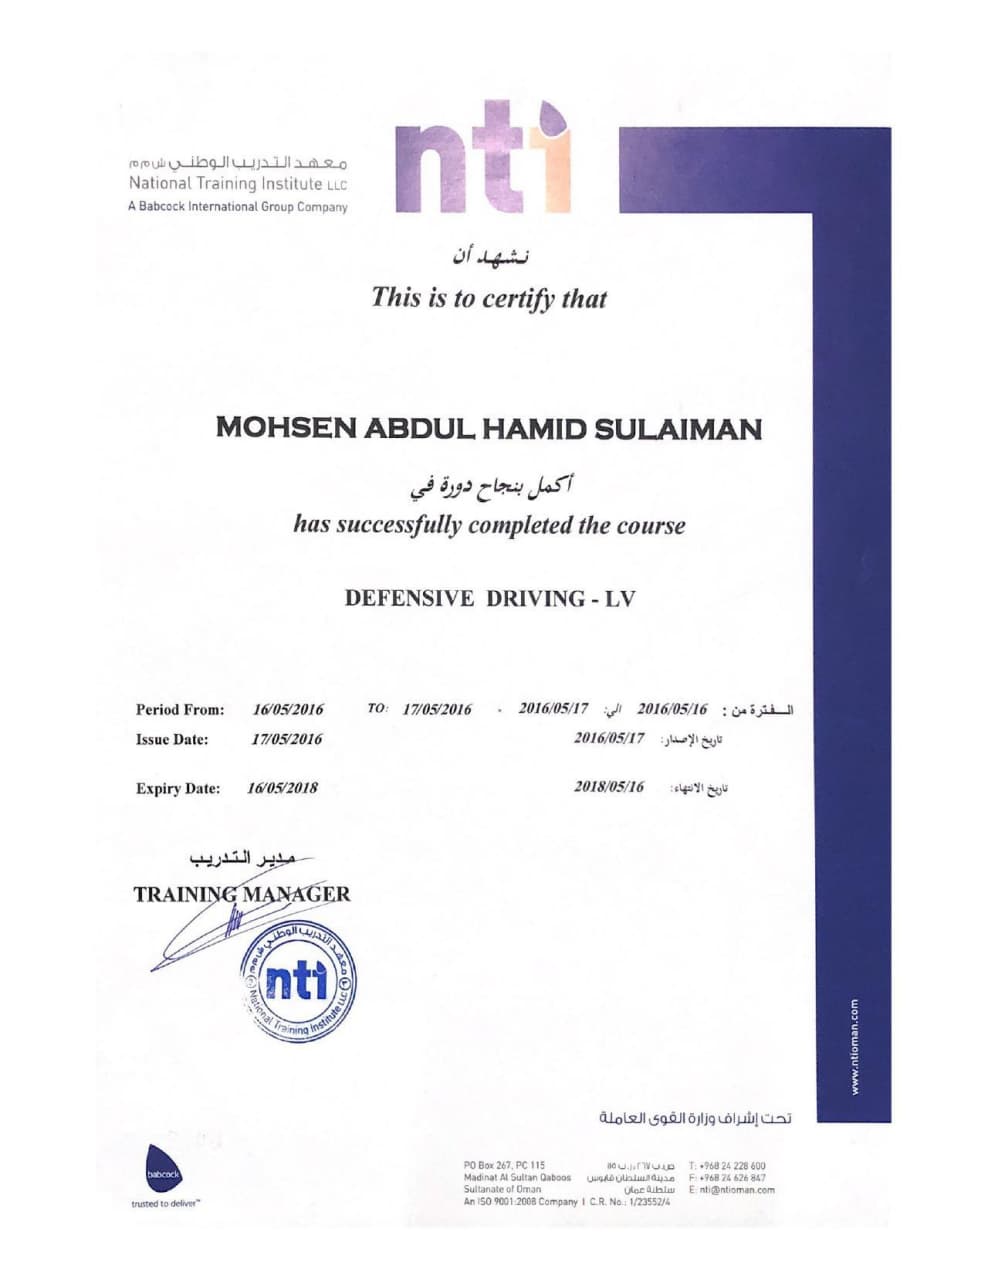 معهد التدريب الوطني ش م م
National Training Institute LLC
A Babcock International Group Company
nti
نشهد أن
This is to certify that
MOHSEN ABDUL HAMID SULAIMAN
أكمل بنجاح دورة في
has successfully completed the course
DEFENSIVE DRIVING - LV
Period From: 16/05/2016 TO: 17/05/2016 - الفترة من : 2016/05/16 الي: 2016/05/17
Issue Date: 17/05/2016 تاريخ الإصدار: 2016/05/17
Expiry Date: 16/05/2018 تاريخ الانتهاء: 2018/05/16
مدير التدريب
TRAINING MANAGER
معهد التدريب الوطني ش م م
nti
National Training Institute LLC
www.ntioman.com
تحت إشراف وزارة القوى العاملة
babcock
trusted to deliver™
PO Box 267, PC 115 ص.ب ٢٦٧ ر.ب ١١٥ T: +968 24 228 600
Madinat Al Sultan Qaboos مدينة السلطان قابوس F: +968 24 626 847
Sultanate of Oman سلطنة عمان E: nti@ntioman.com
An ISO 9001:2008 Company | C.R. No.: 1/23552/4